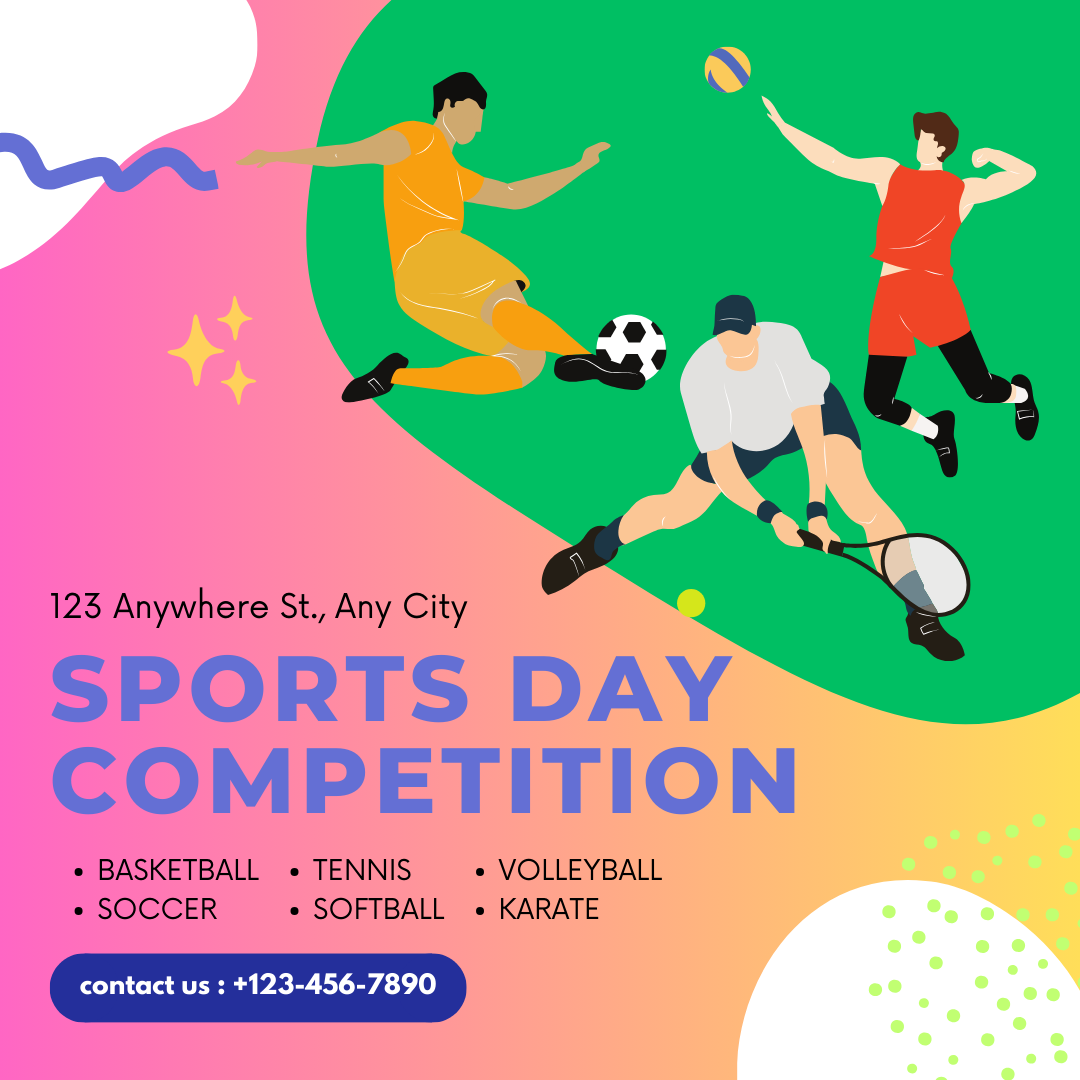 123 Anywhere St., Any City
SPORTS DAY
COMPETITION
• BASKETBALL • TENNIS • VOLLEYBALL
• SOCCER • SOFTBALL • KARATE
contact us : +123-456-7890